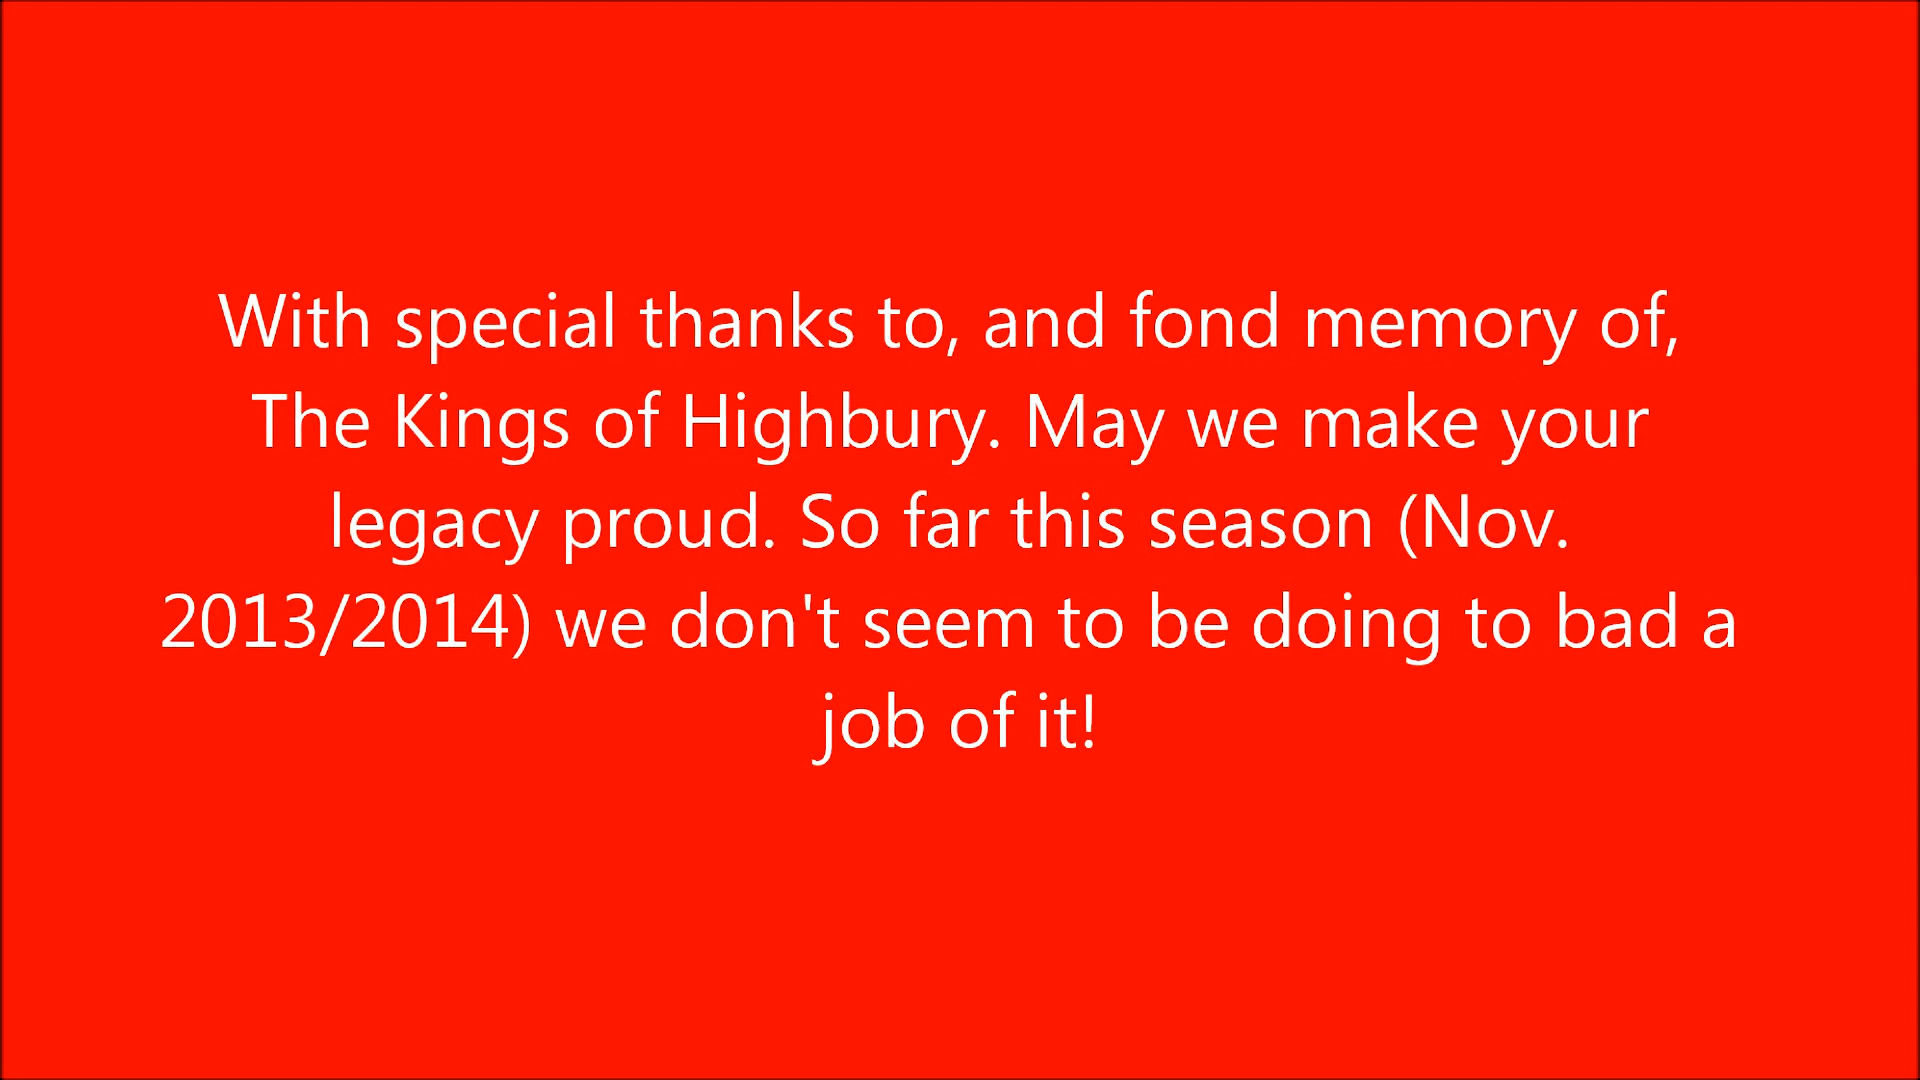 With special thanks to, and fond memory of,
The Kings of Highbury. May we make your
legacy proud. So far this season (Nov.
2013/2014) we don't seem to be doing to bad a
job of it!